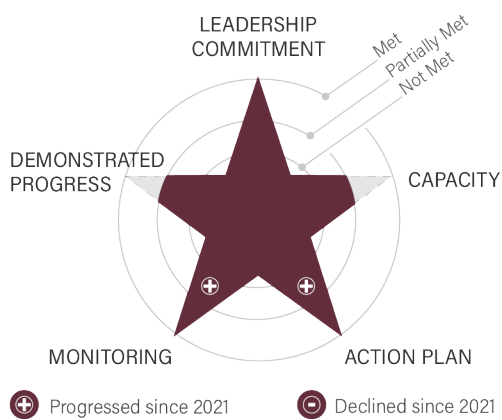 LEADERSHIP
COMMITMENT
Met
Partially Met
Not Met
DEMONSTRATED
PROGRESS
CAPACITY
MONITORING
ACTION PLAN
Progressed since 2021
Declined since 2021